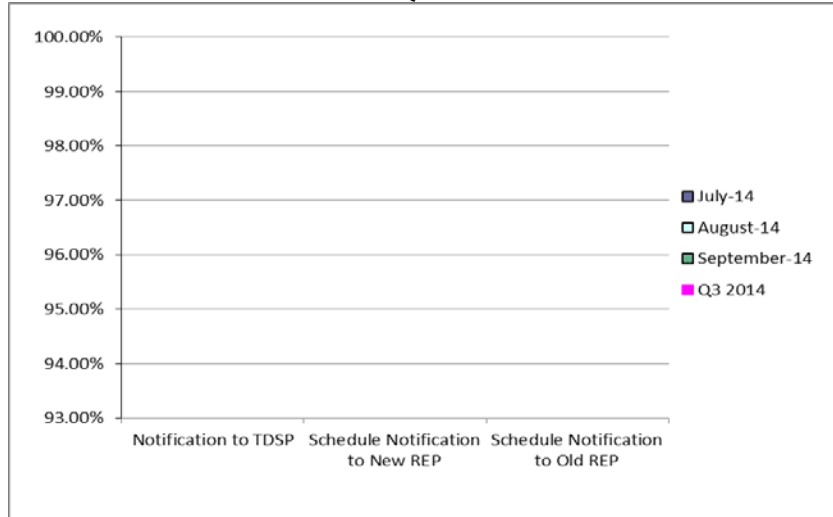 100.00%
99.00%
98.00%
97.00%
96.00%
95.00%
94.00%
93.00%
Notification to TDSP
Schedule Notification
to New REP
Schedule Notification
to Old REP
July-14
August-14
September-14
Q3 2014